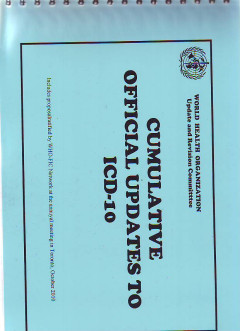 WORLD HEALTH ORGANIZATION
Update and Revision Committee
CUMULATIVE
OFFICIAL UPDATES TO
ICD-10
Includes proposals ratified by WHO-FIC Network at the annual meeting in Toronto, October 2010